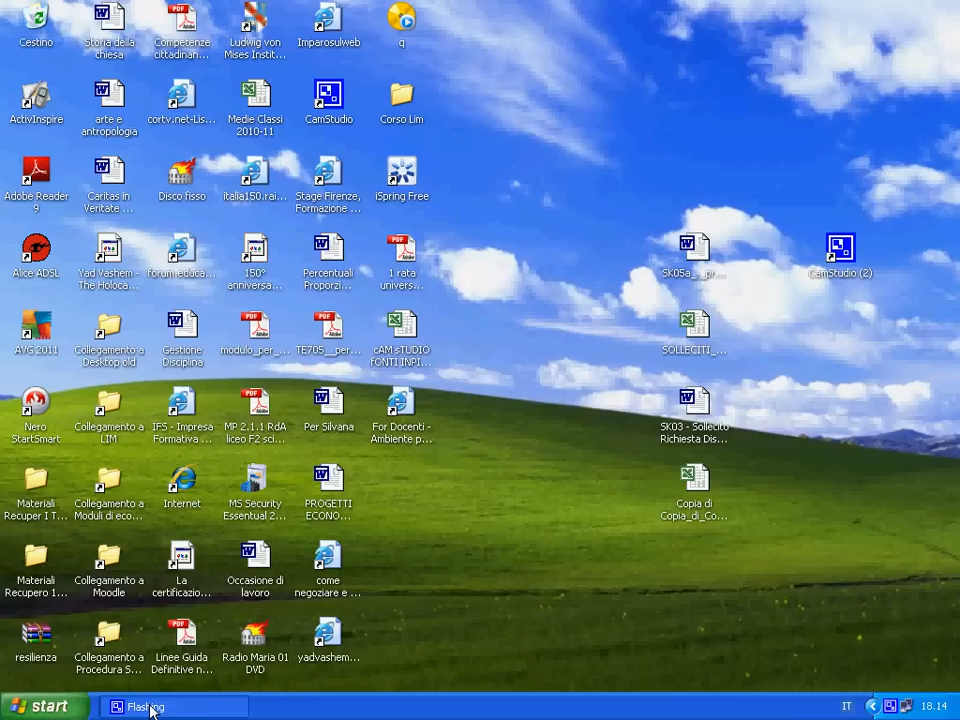 Cestino
Storia della
chiesa
Competenze
cittadinan...
Ludwig von
Mises Instit...
Imparosulweb
q
ActivInspire
arte e
antropologia
cortv.net-Lis...
Medie Classi
2010-11
CamStudio
Corso Lim
Adobe Reader
9
Caritas in
Veritate ...
Disco fisso
italia150.rai...
Stage Firenze,
Formazione ...
iSpring Free
Alice ADSL
Yad Vashem -
The Holoca...
forum.educa...
150°
anniversa...
Percentuali
Proporzi...
1 rata
univers...
SK05a_-_pr...
CamStudio (2)
AVG 2011
Collegamento a
Desktop old
Gestione
Disciplina
modulo_per_...
TE705__per...
cAM sTUDIO
fONTI INPI...
SOLLECITI_...
Nero
StartSmart
Collegamento a
LIM
IFS - Impresa
Formativa ...
MP 2.1.1 RdA
liceo F2 sci...
Per Silvana
For Docenti -
Ambiente p...
SK03 - Sollecito
Richiesta Dis...
Materiali
Recuper I T...
Collegamento a
Moduli di eco...
Internet
MS Security
Essentual 2...
PROGETTI
ECONO...
Copia di
Copia_di_Co...
Materiali
Recupero 1...
Collegamento a
Moodle
La
certificazio...
Occasione di
lavoro
come
negoziare e ...
resilienza
Collegamento a
Procedura S...
Linee Guida
Definitive n...
Radio Maria 01
DVD
yadvashem...
start
Flashing
IT
18.14